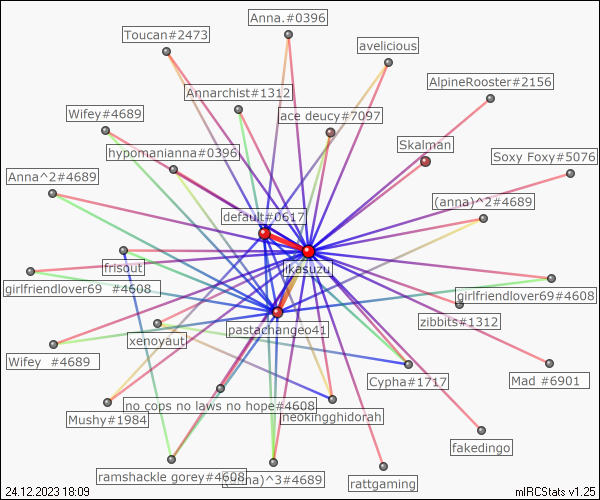 Anna.#0396
Toucan#2473
avelicious
AlpineRooster#2156
Annarchist#1312
Wifey#4689
ace deucy#7097
Skalman
hypomanianna#0396
Soxy Foxy#5076
Anna^2#4689
(anna)^2#4689
default#0617
frisout
ikasuzu
girlfriendlover69 #4608
girlfriendlover69#4608
zibbits#1312
pastachangeo41
xenoyaut
Wifey #4689
Cypha#1717
Mad #6901
no cops no laws no hope#4608
Mushy#1984
neokingghidorah
fakedingo
ramshackle gorey#4608
)^3#4689
rattgaming
24.12.2023 18:09
mIRCStats v1.25